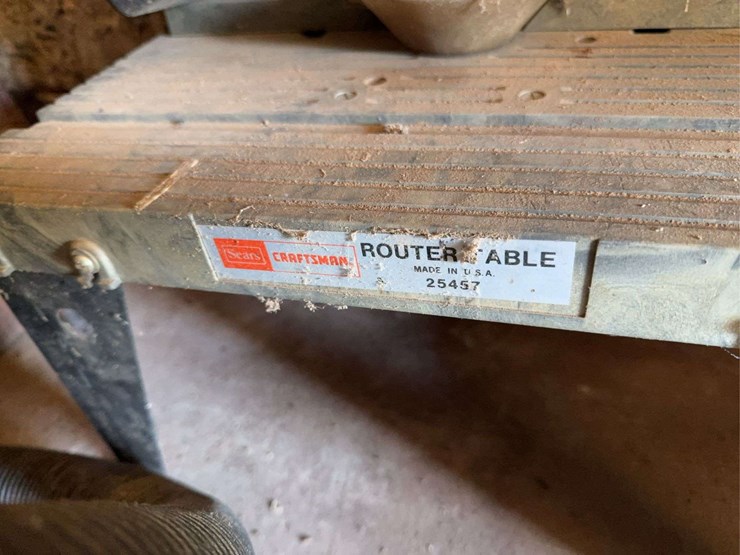 Sears CRAFTSMAN ROUTER TABLE
MADE IN U.S.A.
25457